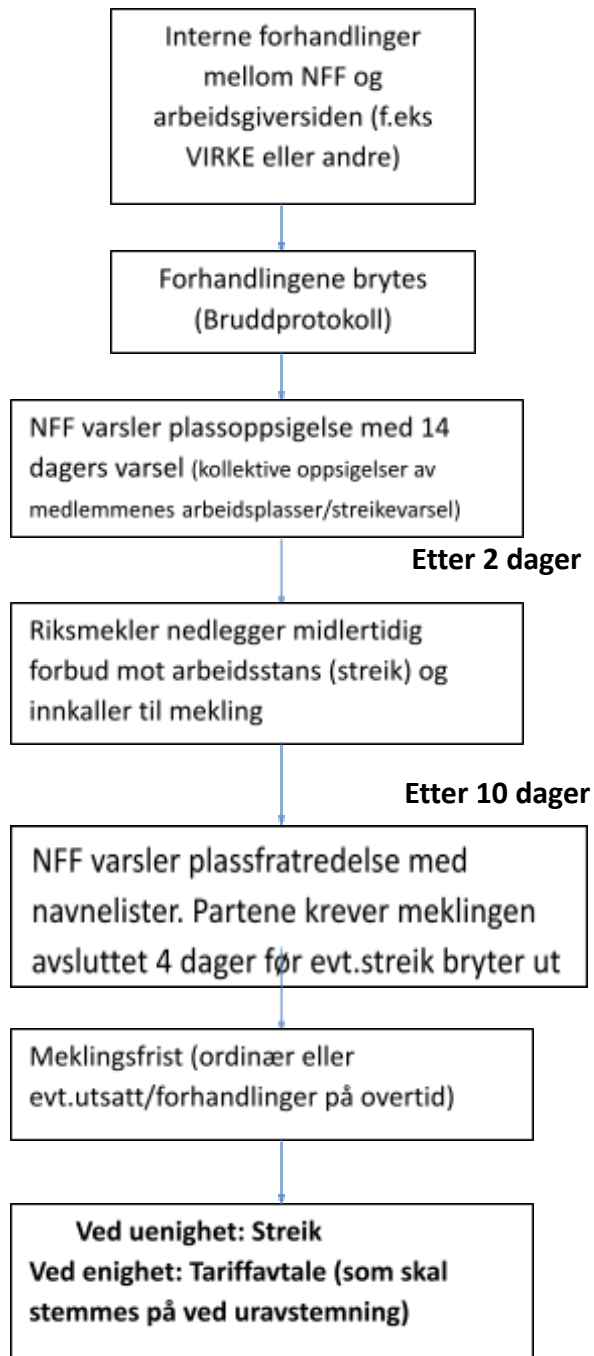 Interne forhandlinger
mellom NFF og
arbeidsgiversiden (f.eks
VIRKE eller andre)
Forhandlingene brytes
(Bruddprotokoll)
NFF varsler plassoppsigelse med 14
dagers varsel (kollektive oppsigelser av
medlemmenes arbeidsplasser/streikevarsel)
Etter 2 dager
Riksmekler nedlegger midlertidig
forbud mot arbeidsstans (streik) og
innkaller til mekling
Etter 10 dager
NFF varsler plassfratredelse med
navnelister. Partene krever meklingen
avsluttet 4 dager før evt.streik bryter ut
Meklingsfrist (ordinær eller
evt.utsatt/forhandlinger på overtid)
Ved uenighet: Streik
Ved enighet: Tariffavtale (som skal
stemmes på ved uravstemning)